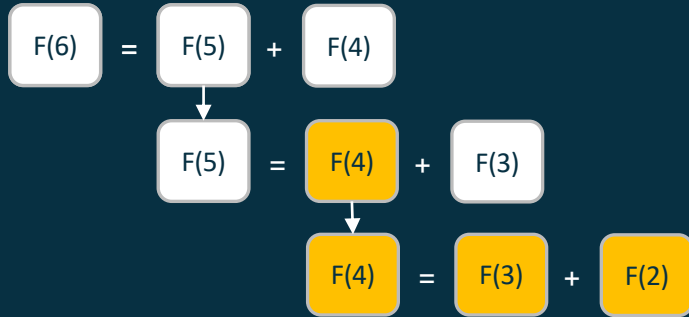 F(6) = F(5) + F(4)
F(5) = F(4) + F(3)
F(4) = F(3) + F(2)